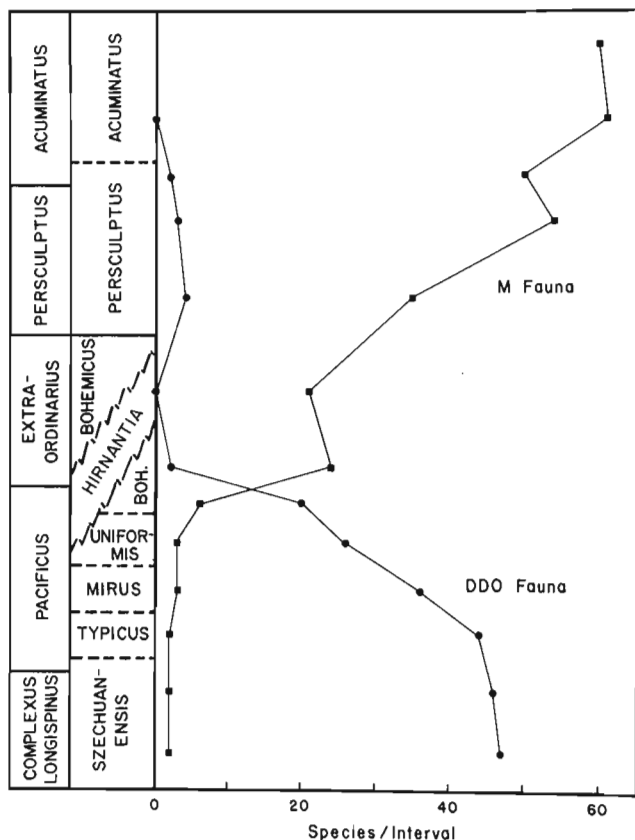 ACUMINATUS
PERSCULPTUS
EXTRA-
ORDINARIUS
PACIFICUS
COMPLEXUS
LONGISPINUS
ACUMINATUS
PERSCULPTUS
BOHEMICUS
HIRNANTIA
BOH.
UNIFOR-
MIS
MIRUS
TYPICUS
SZECHUAN-
ENSIS
M Fauna
DDO Fauna
0 20 40 60
Species/Interval